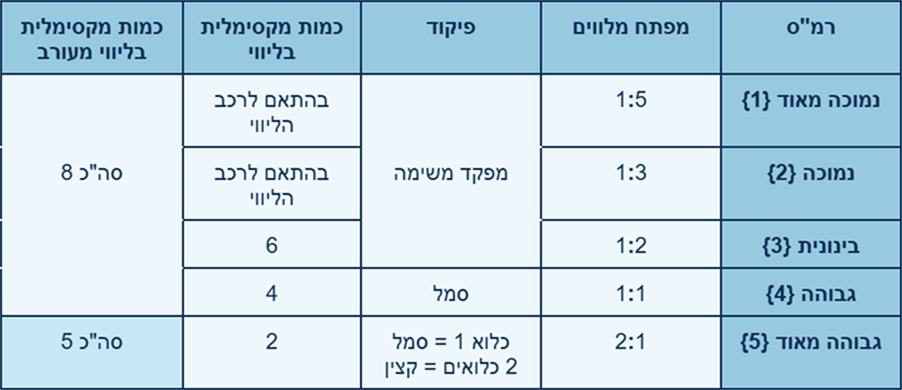 רמ"ס
מפתח מלווים
פיקוד
כמות מקסימלית
בליווי
כמות מקסימלית
בליווי מעורב
נמוכה מאוד {1}
1:5
מפקד משימה
בהתאם לרכב
הליווי
סה"כ 8
נמוכה {2}
1:3
בהתאם לרכב
הליווי
בינונית {3}
1:2
6
גבוהה {4}
1:1
סמל
4
גבוהה מאוד {5}
2:1
כלוא 1 = סמל
2 כלואים = קצין
2
סה"כ 5